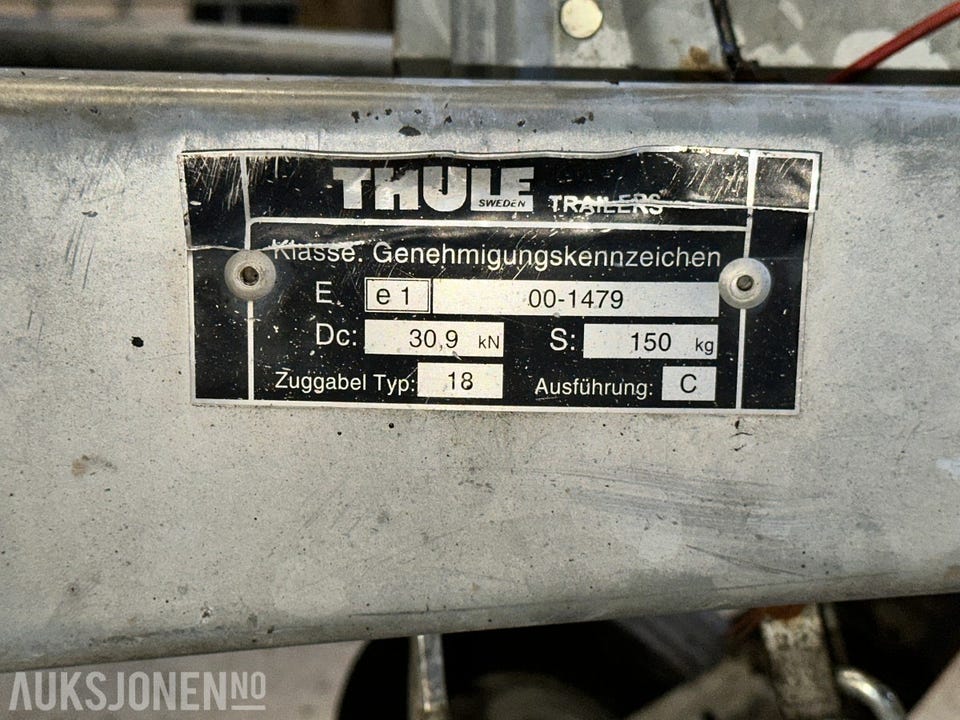 THULE SWEDEN TRAILERS
Klasse: Genehmigungskennzeichen
E e1 00-1479
Dc: 30,9 kN S: 150 kg
Zuggabel Typ: 18 Ausführung: C
AUKSJONEN NO